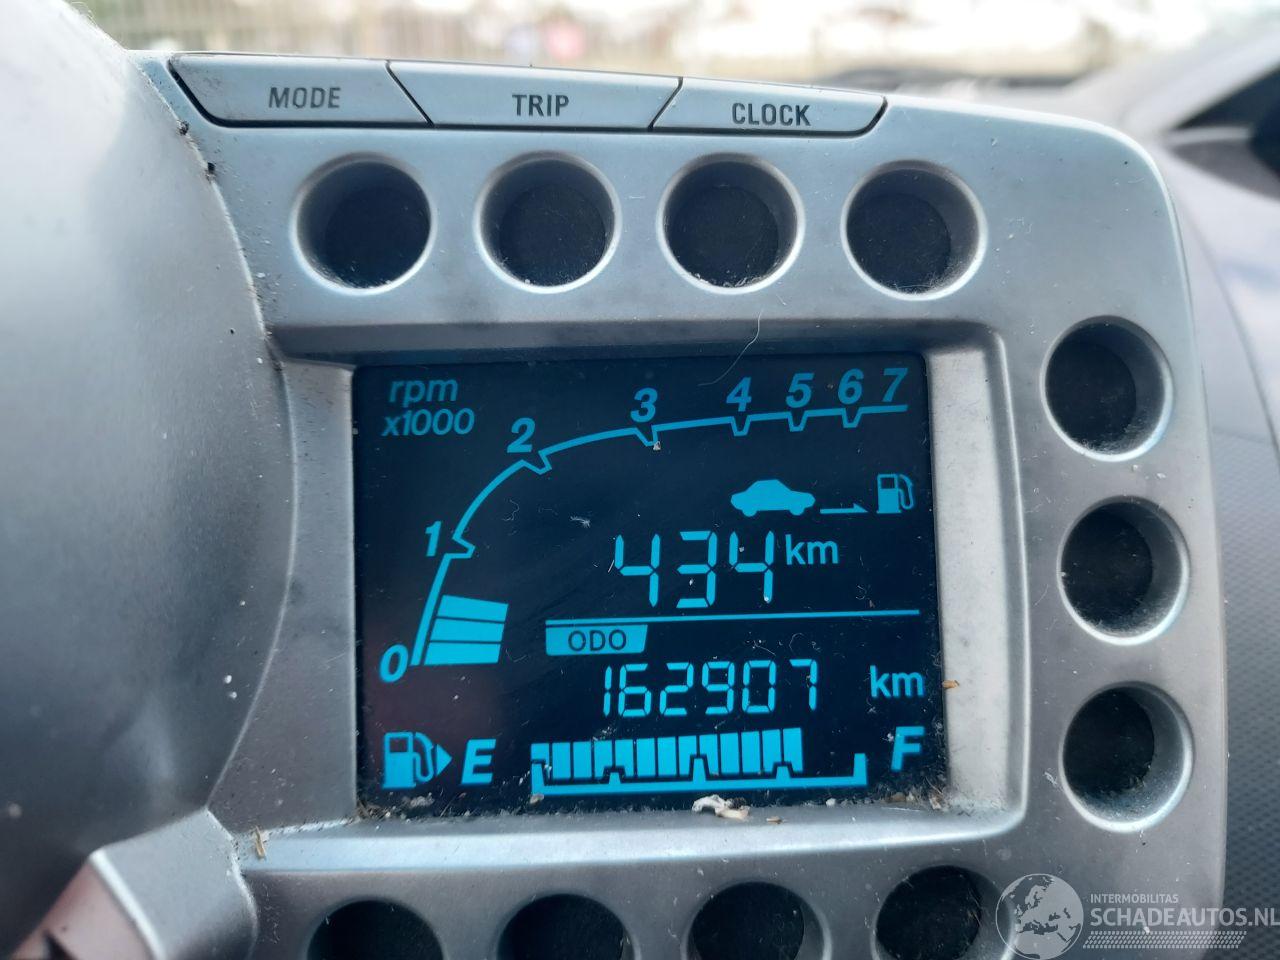 MODE TRIP CLOCK
rpm
x1000
0 1 2 3 4 5 6 7
434 km
ODO
162907 km
E F
INTERMOBILITAS
SCHADEAUTOS.NL